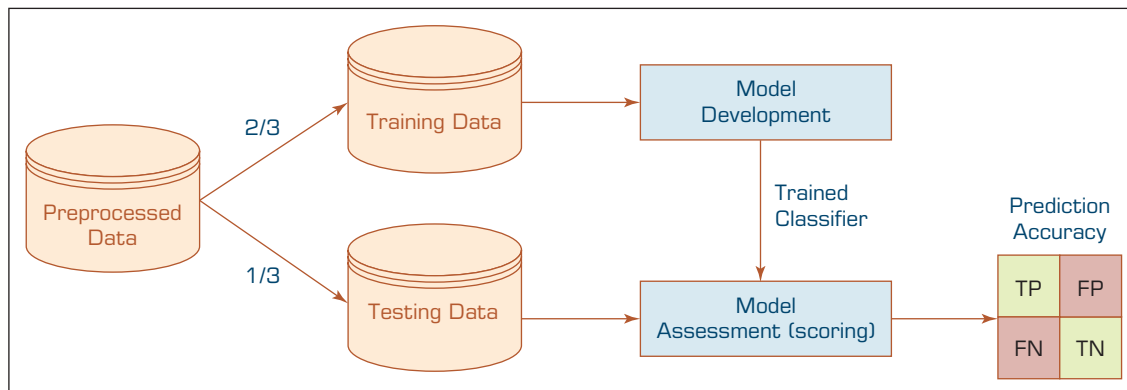 Preprocessed
Data
2/3
1/3
Training Data
Testing Data
Model
Development
Trained
Classifier
Model
Assessment (scoring)
Prediction
Accuracy
TP
FP
FN
TN